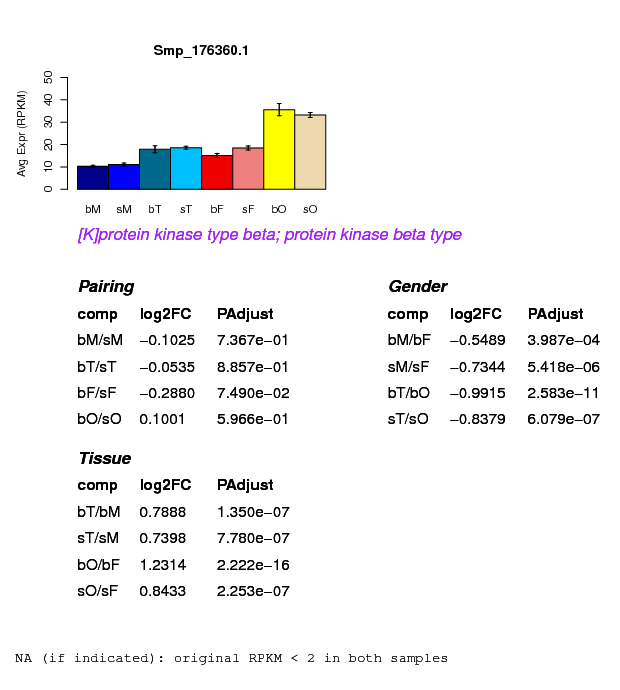 Smp_176360.1
Avg Expr (RPKM)
50
40
30
20
10
0
bM sM bT sT bF sF bO sO
[K]protein kinase type beta; protein kinase beta type
Pairing
comp log2FC PAdjust
bM/sM −0.1025 7.367e−01
bT/sT −0.0535 8.857e−01
bF/sF −0.2880 7.490e−02
bO/sO 0.1001 5.966e−01
Gender
comp log2FC PAdjust
bM/bF −0.5489 3.987e−04
sM/sF −0.7344 5.418e−06
bT/bO −0.9915 2.583e−11
sT/sO −0.8379 6.079e−07
Tissue
comp log2FC PAdjust
bT/bM 0.7888 1.350e−07
sT/sM 0.7398 7.780e−07
bO/bF 1.2314 2.222e−16
sO/sF 0.8433 2.253e−07
NA (if indicated): original RPKM < 2 in both samples